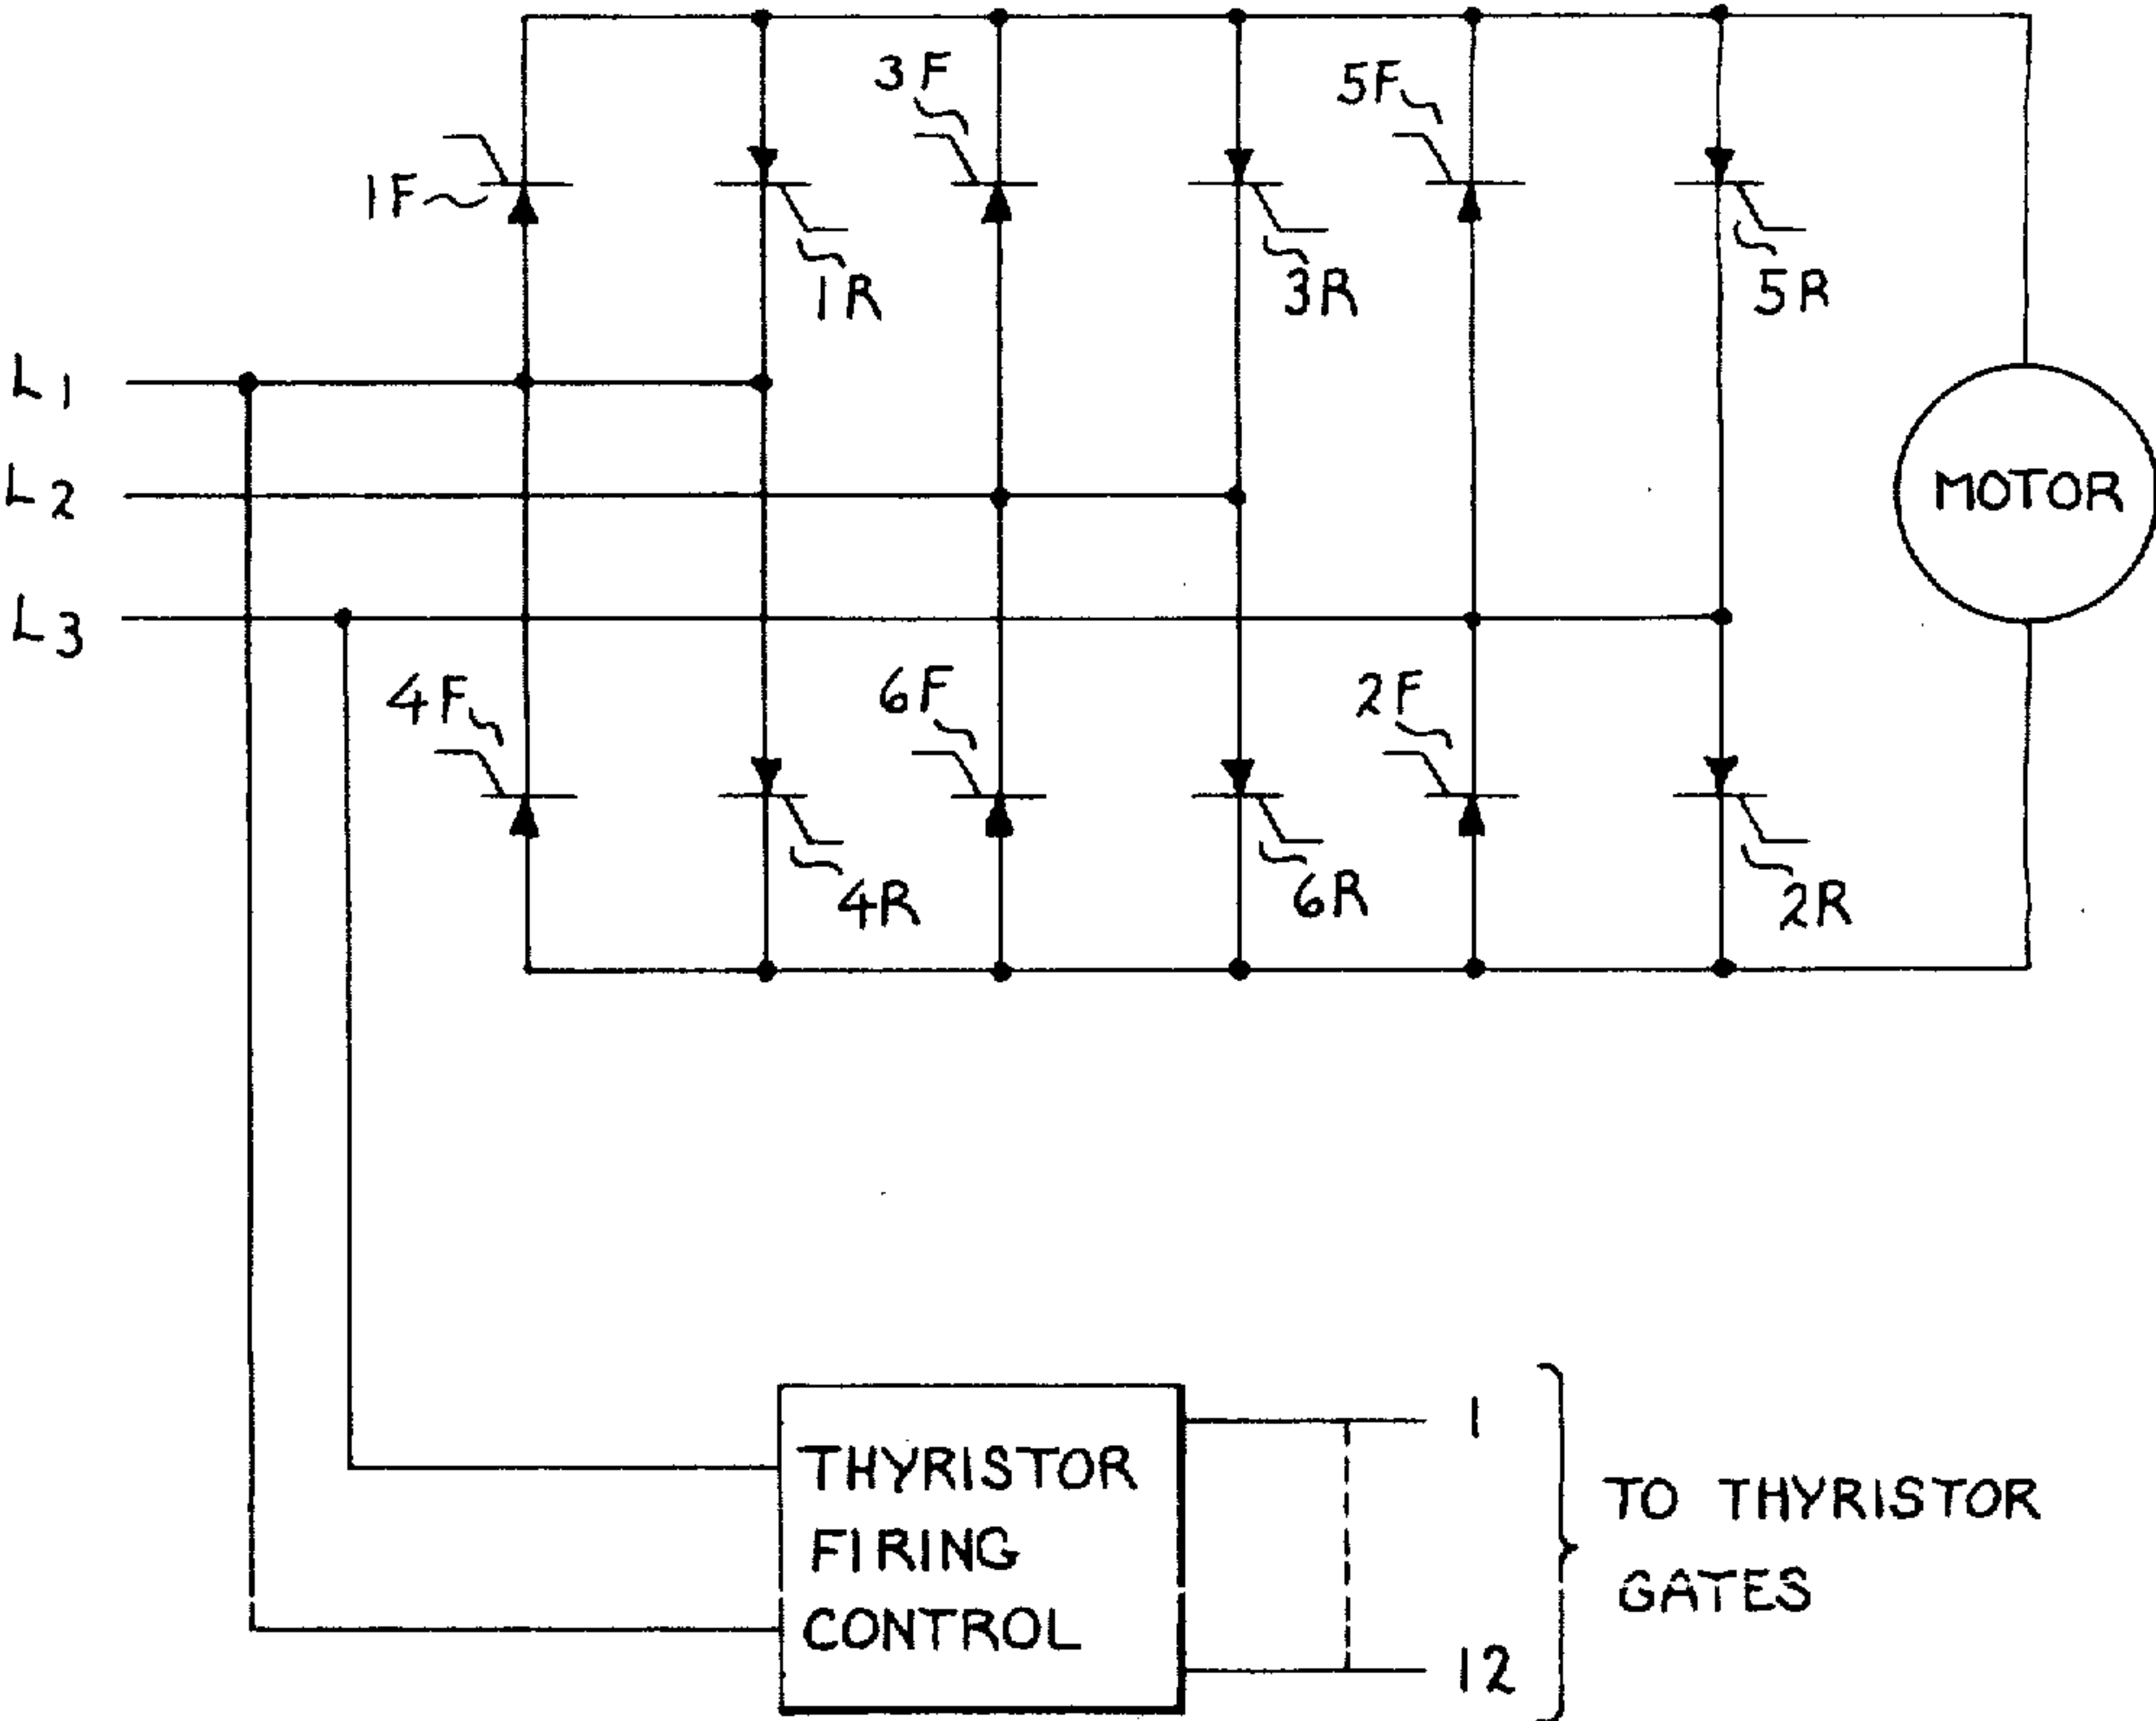 3F
5F
1F
1R
3R
5R
L1
L2
MOTOR
L3
4F
6F
2F
4R
6R
2R
1
THYRISTOR
FIRING
CONTROL
TO THYRISTOR
GATES
12